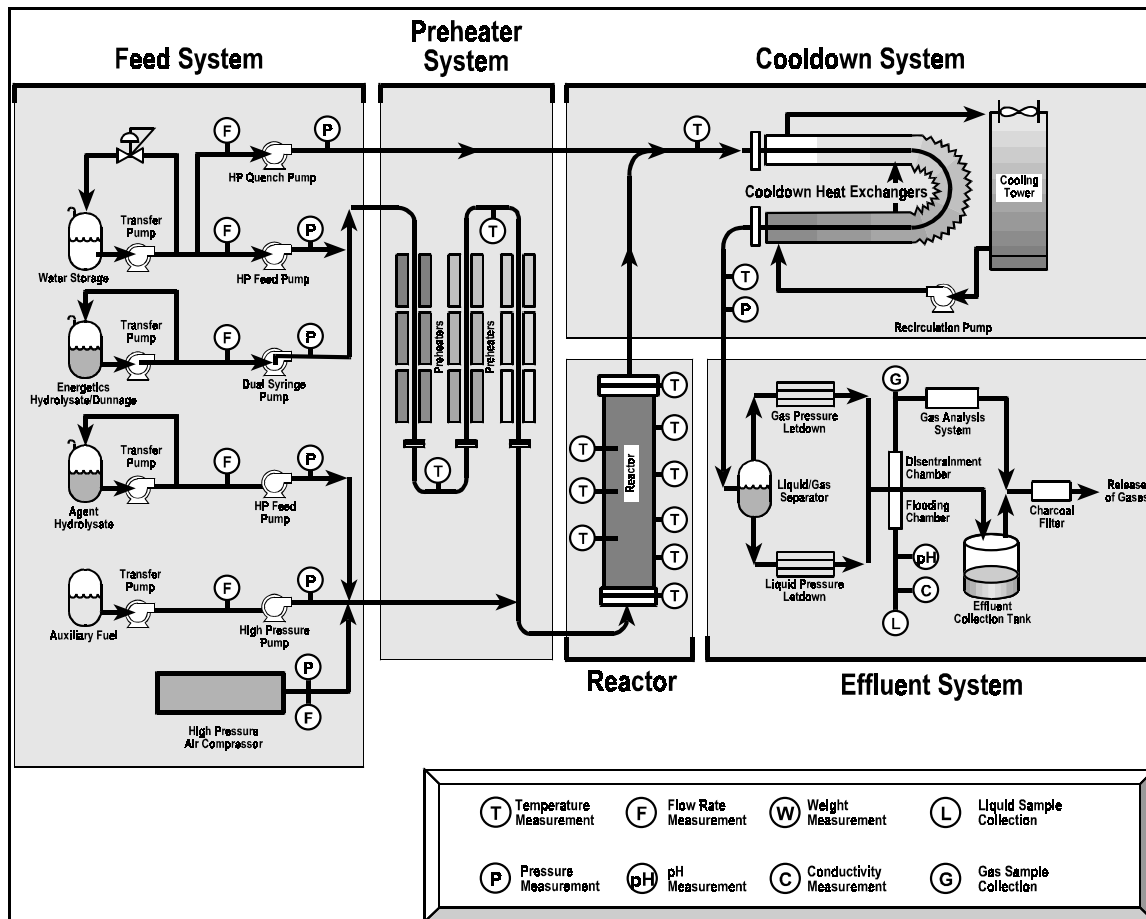 Feed System
Preheater
System
Cooldown System
F
P
HP Quench Pump
T
Cooldown Heat Exchangers
Cooling
Tower
Transfer
Pump
F
P
Water Storage
HP Feed Pump
T
T
P
Recirculation Pump
Transfer
Pump
F
P
Energetics
Hydrolysate/Dunnage
Dual Syringe
Pump
Preheaters
Preheaters
T
Transfer
Pump
F
P
Agent
Hydrolysate
HP Feed
Pump
Transfer
Pump
F
P
Auxiliary Fuel
High Pressure
Pump
P
F
High Pressure
Air Compressor
T
T
T
T
T
T
T
T
T
Reactor
Reactor
Gas Pressure
Letdown
Liquid/Gas
Separator
Liquid Pressure
Letdown
G
Gas Analysis
System
Disentrainment
Chamber
Flooding
Chamber
pH
C
L
Effluent
Collection Tank
Charcoal
Filter
Release
of Gases
Effluent System
T
Temperature
Measurement
F
Flow Rate
Measurement
W
Weight
Measurement
L
Liquid Sample
Collection
P
Pressure
Measurement
pH
pH
Measurement
C
Conductivity
Measurement
G
Gas Sample
Collection